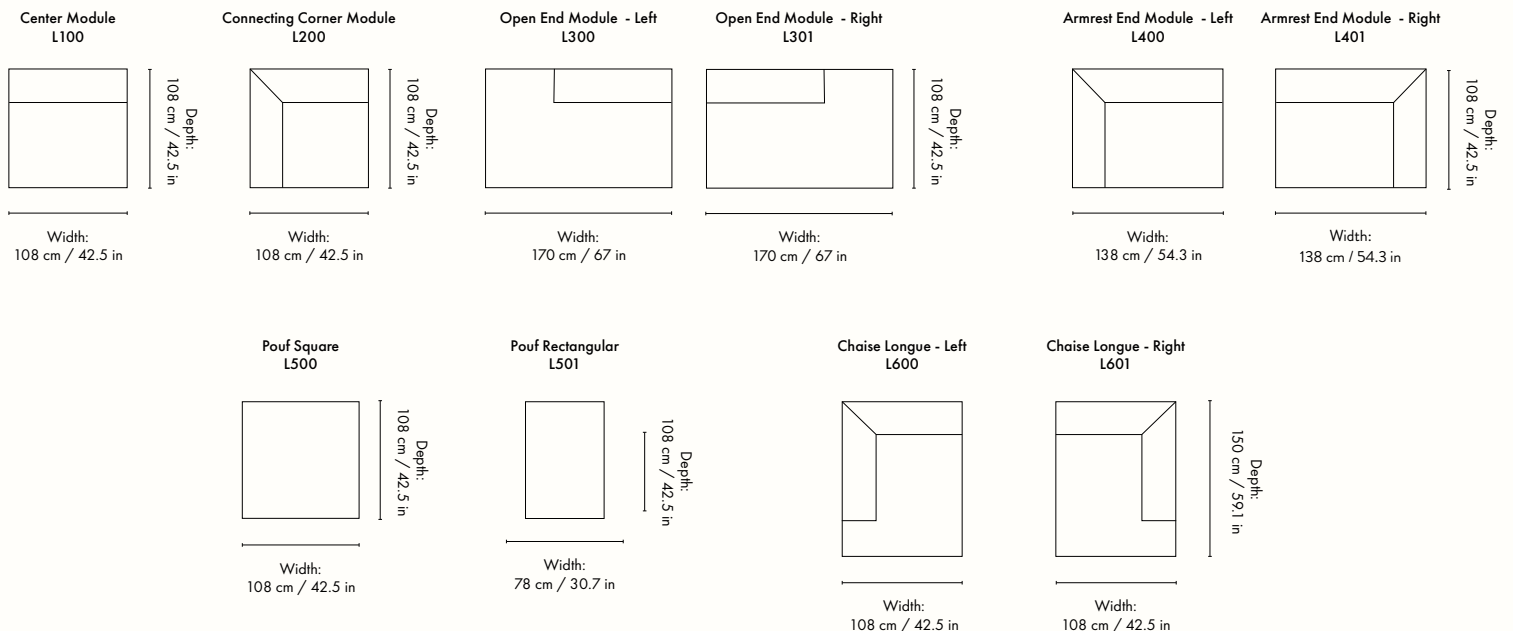 Center Module
L100
Depth:
108 cm / 42.5 in
Width:
108 cm / 42.5 in
Connecting Corner Module
L200
Depth:
108 cm / 42.5 in
Width:
108 cm / 42.5 in
Open End Module - Left
L300
Width:
170 cm / 67 in
Open End Module - Right
L301
Depth:
108 cm / 42.5 in
Width:
170 cm / 67 in
Armrest End Module - Left
L400
Width:
138 cm / 54.3 in
Armrest End Module - Right
L401
Depth:
108 cm / 42.5 in
Width:
138 cm / 54.3 in
Pouf Square
L500
Depth:
108 cm / 42.5 in
Width:
108 cm / 42.5 in
Pouf Rectangular
L501
Depth:
108 cm / 42.5 in
Width:
78 cm / 30.7 in
Chaise Longue - Left
L600
Width:
108 cm / 42.5 in
Chaise Longue - Right
L601
Depth:
150 cm / 59.1 in
Width:
108 cm / 42.5 in